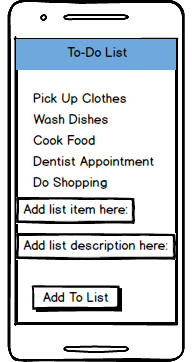 To-Do List
Pick Up Clothes
Wash Dishes
Cook Food
Dentist Appointment
Do Shopping
Add list item here:
Add list description here:
Add To List